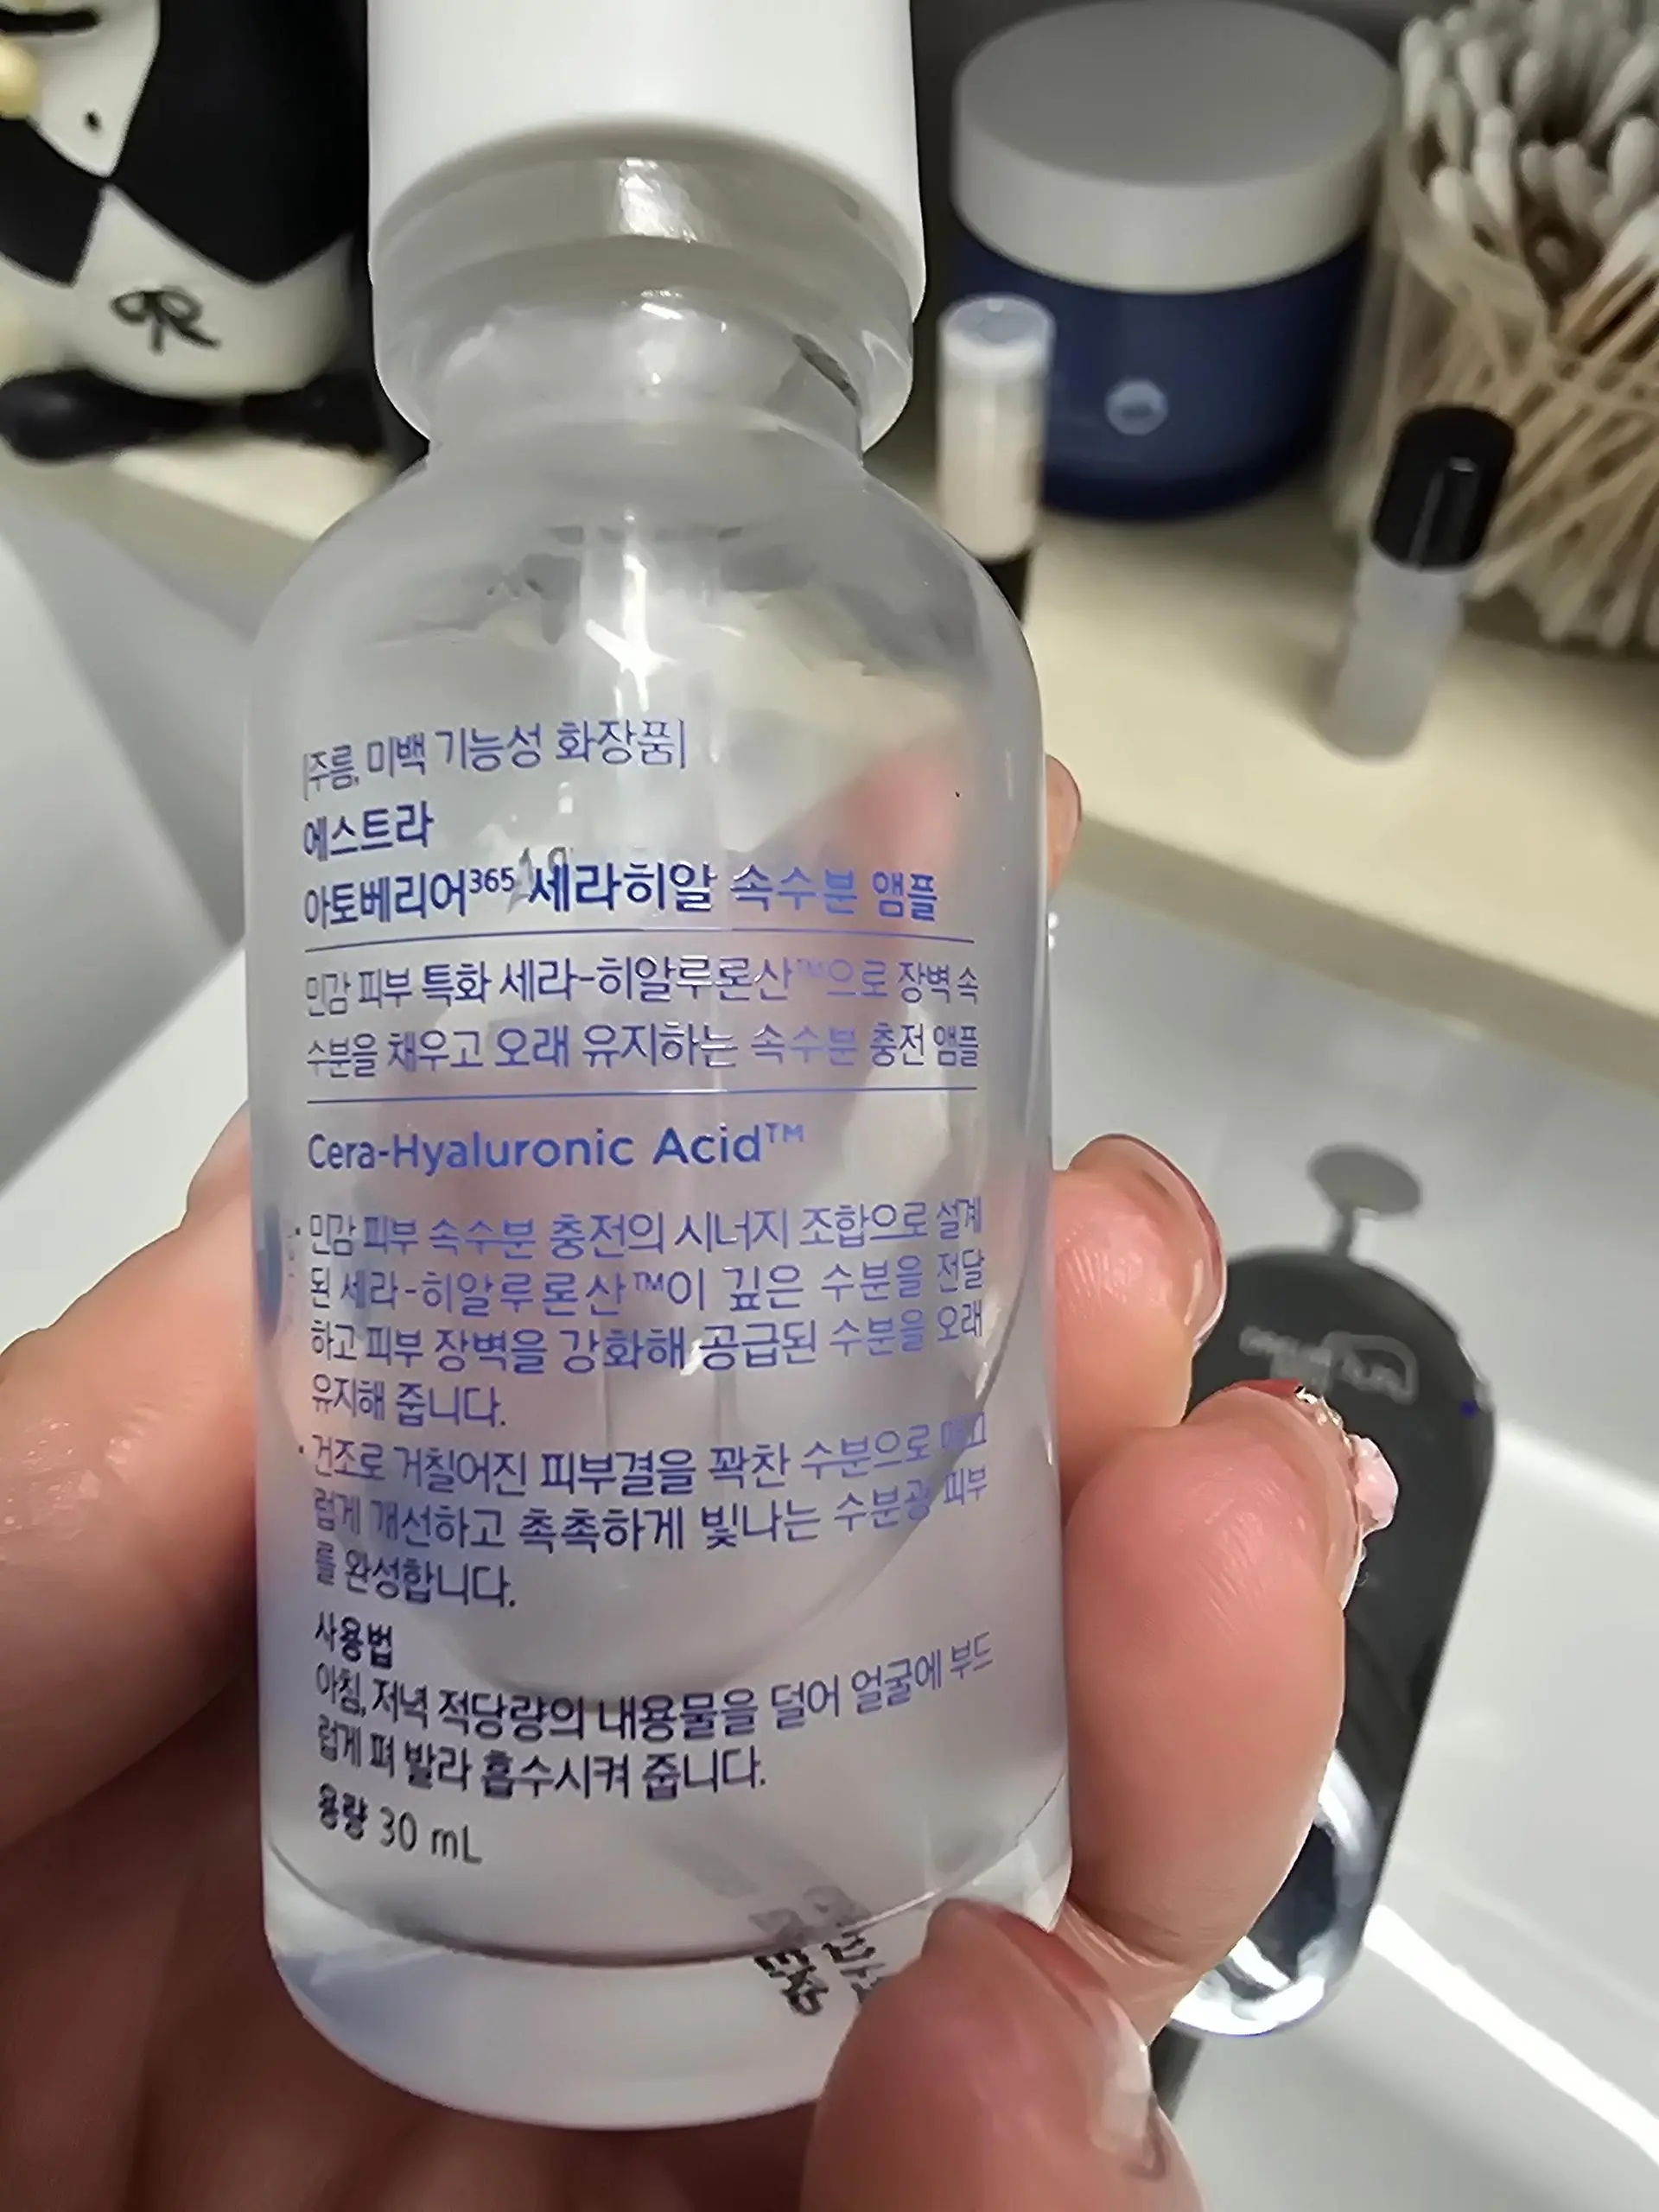 |주름, 미백 기능성 화장품|
에스트라
아토베리어³⁶⁵ 세라히알 속수분 앰플
민감 피부 특화 세라-히알루론산™으로 장벽 속
수분을 채우고 오래 유지하는 속수분 충전 앰플
Cera-Hyaluronic Acid™
· 민감 피부 속수분 충전의 시너지 조합으로 설계
된 세라-히알루론산™이 깊은 수분을 전달
하고 피부 장벽을 강화해 공급된 수분을 오래
유지해 줍니다.
· 건조로 거칠어진 피부결을 꽉찬 수분으로
럽게 개선하고 촉촉하게 빛나는 수분광 피부
를 완성합니다.
사용법
아침, 저녁 적당량의 내용물을 덜어 얼굴에 부드
럽게 펴 발라 흡수시켜 줍니다.
용량 30 mL